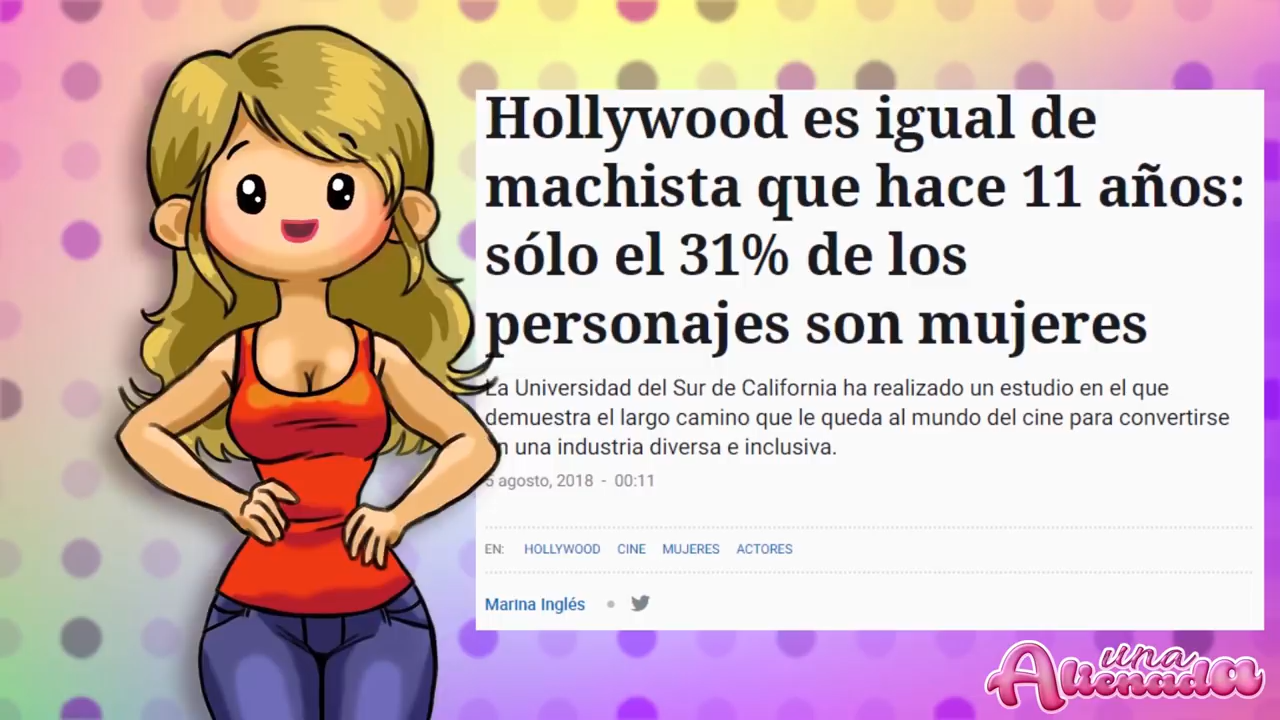 Hollywood es igual de
machista que hace 11 años:
sólo el 31% de los
personajes son mujeres
La Universidad del Sur de California ha realizado un estudio en el que
demuestra el largo camino que le queda al mundo del cine para convertirse
en una industria diversa e inclusiva.
5 agosto, 2018 - 00:11
EN: HOLLYWOOD CINE MUJERES ACTORES
Marina Inglés
una
Alienada